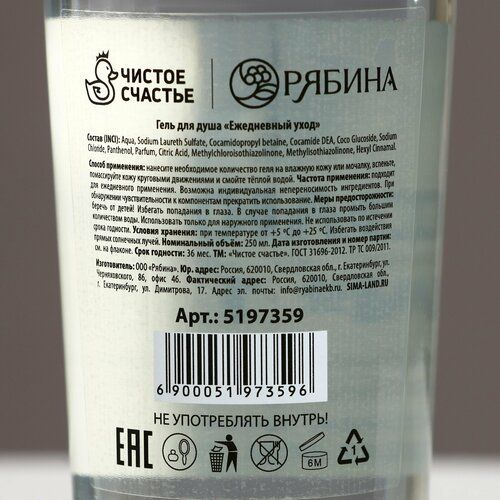 ЧИСТОЕ
СЧАСТЬЕ
РЯБИНА
Гель для душа «Ежедневный уход»
Состав (INCI): Aqua, Sodium Laureth Sulfate, Cocamidopropyl betaine, Cocamide DEA, Coco Glucoside, Sodium
Chloride, Panthenol, Parfum, Citric Acid, Methylchloroisothiazolinone, Methylisothiazolinone, Hexyl Cinnamal.
Способ применения: нанесите необходимое количество геля на влажную кожу или мочалку, вспеньте,
помассируйте кожу круговыми движениями и смойте тёплой водой. Частота применения: подходит
для ежедневного применения. Возможна индивидуальная непереносимость ингредиентов. При
обнаружении чувствительности к компонентам прекратить использование. Меры предосторожности:
беречь от детей! Избегать попадания в глаза. В случае попадания в глаза промыть большим
количеством воды. Использовать только для наружного применения. Не использовать по истечении
срока годности. Условия хранения: при температуре от +5 °С до +25 °С. Избегать воздействия
прямых солнечных лучей. Номинальный объём: 250 мл. Дата изготовления и номер партии:
см. на флаконе. Срок годности: 36 мес. ТМ: «Чистое счастье». ГОСТ 31696-2012. ТР ТС 009/2011.
Изготовитель: ООО «Рябина». Юр. адрес: Россия, 620010, Свердловская обл., г. Екатеринбург, ул.
Черняховского, 86, офис 46. Фактический адрес: Россия, 620010, Свердловская обл.,
г. Екатеринбург, ул. Димитрова, 17. Адрес эл. почты: info@ryabinaekb.ru. SIMA-LAND.RU
Арт.: 5197359
6 900051 973596
НЕ УПОТРЕБЛЯТЬ ВНУТРЬ!
EAC
6M
1